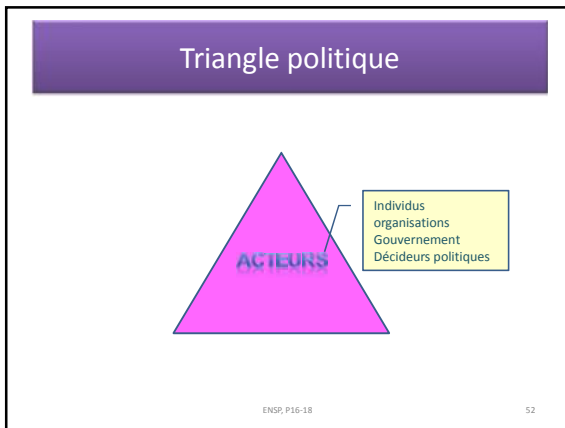 Triangle politique
ACTEURS
Individus
organisations
Gouvernement
Décideurs politiques
ENSP, P16-18
52